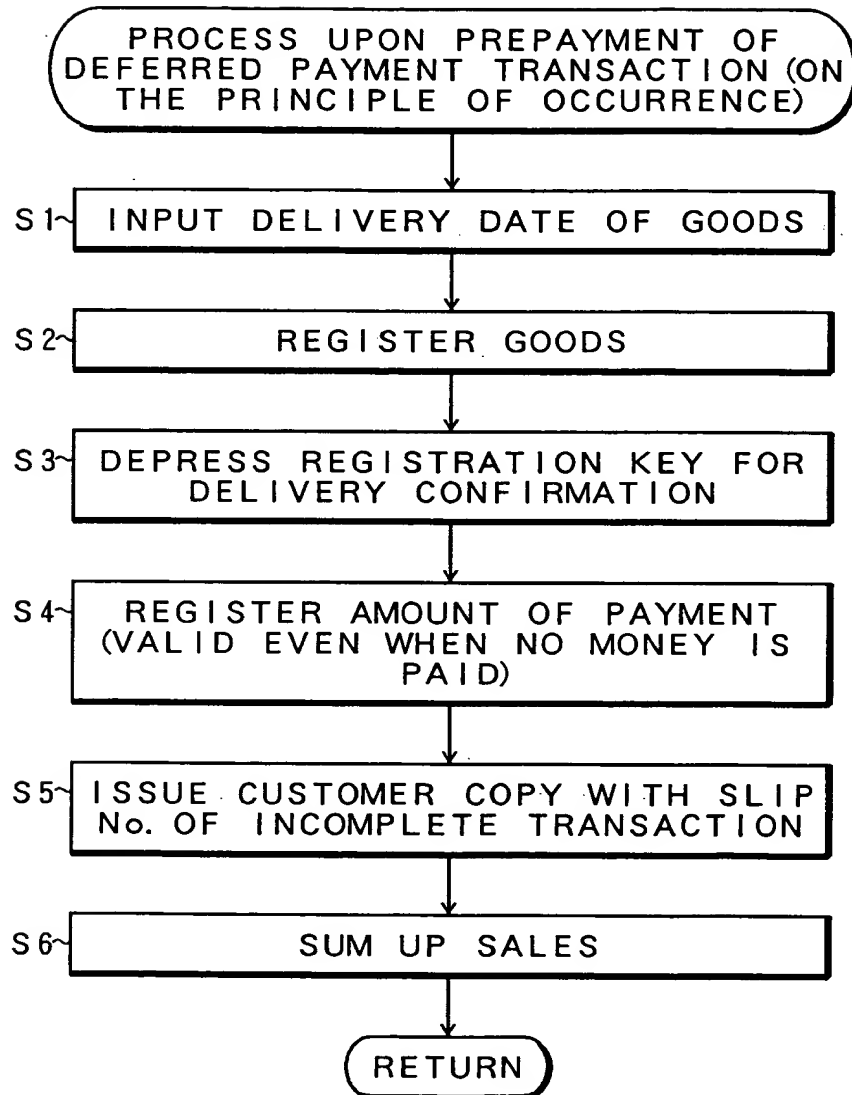 PROCESS UPON PREPAYMENT OF
DEFERRED PAYMENT TRANSACTION (ON
THE PRINCIPLE OF OCCURRENCE)
S1~ INPUT DELIVERY DATE OF GOODS
S2~ REGISTER GOODS
S3~ DEPRESS REGISTRATION KEY FOR
DELIVERY CONFIRMATION
S4~ REGISTER AMOUNT OF PAYMENT
(VALID EVEN WHEN NO MONEY IS
PAID)
S5~ ISSUE CUSTOMER COPY WITH SLIP
No. OF INCOMPLETE TRANSACTION
S6~ SUM UP SALES
RETURN